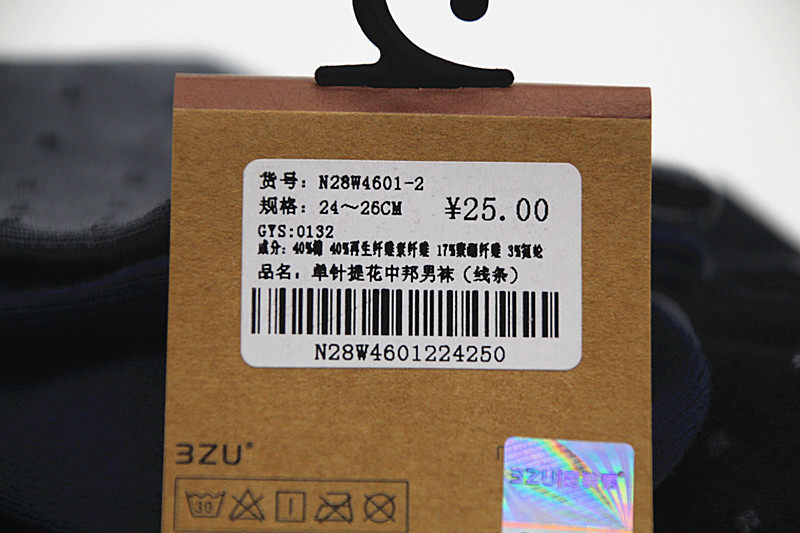 货号：N28W4601-2
规格：24～26CM
¥25.00
GYS:0132
成分：40%棉 40%再生纤维素纤维 17%聚酯纤维 3%氨纶
品名：单针提花中邦男袜（线条）
N28W4601224250
3ZU®
30
3ZU